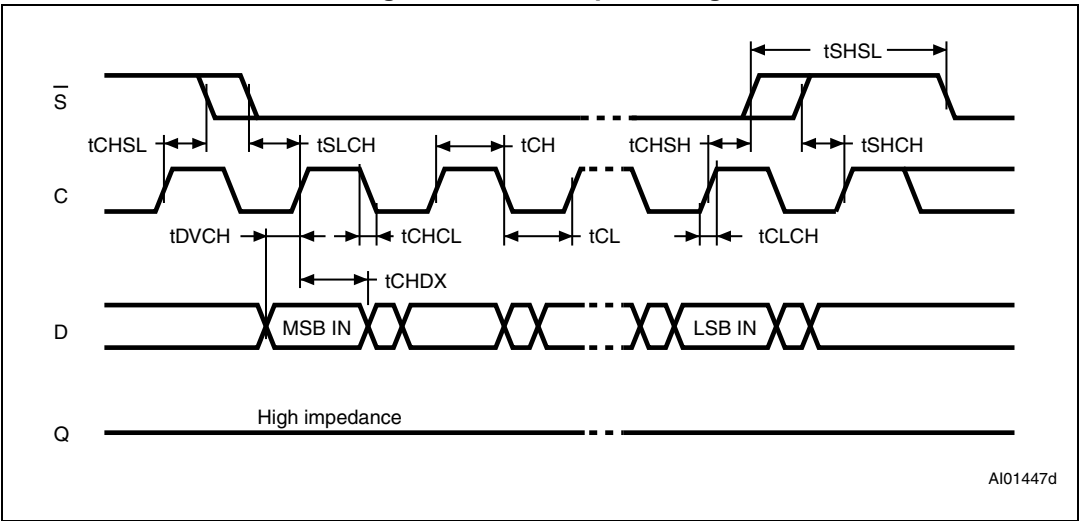 tSHSL
S
tCHSL
tSLCH
tCH
tCHSH
tSHCH
C
tDVCH
tCHCL
tCL
tCLCH
tCHDX
D
MSB IN
LSB IN
High impedance
Q
AI01447d